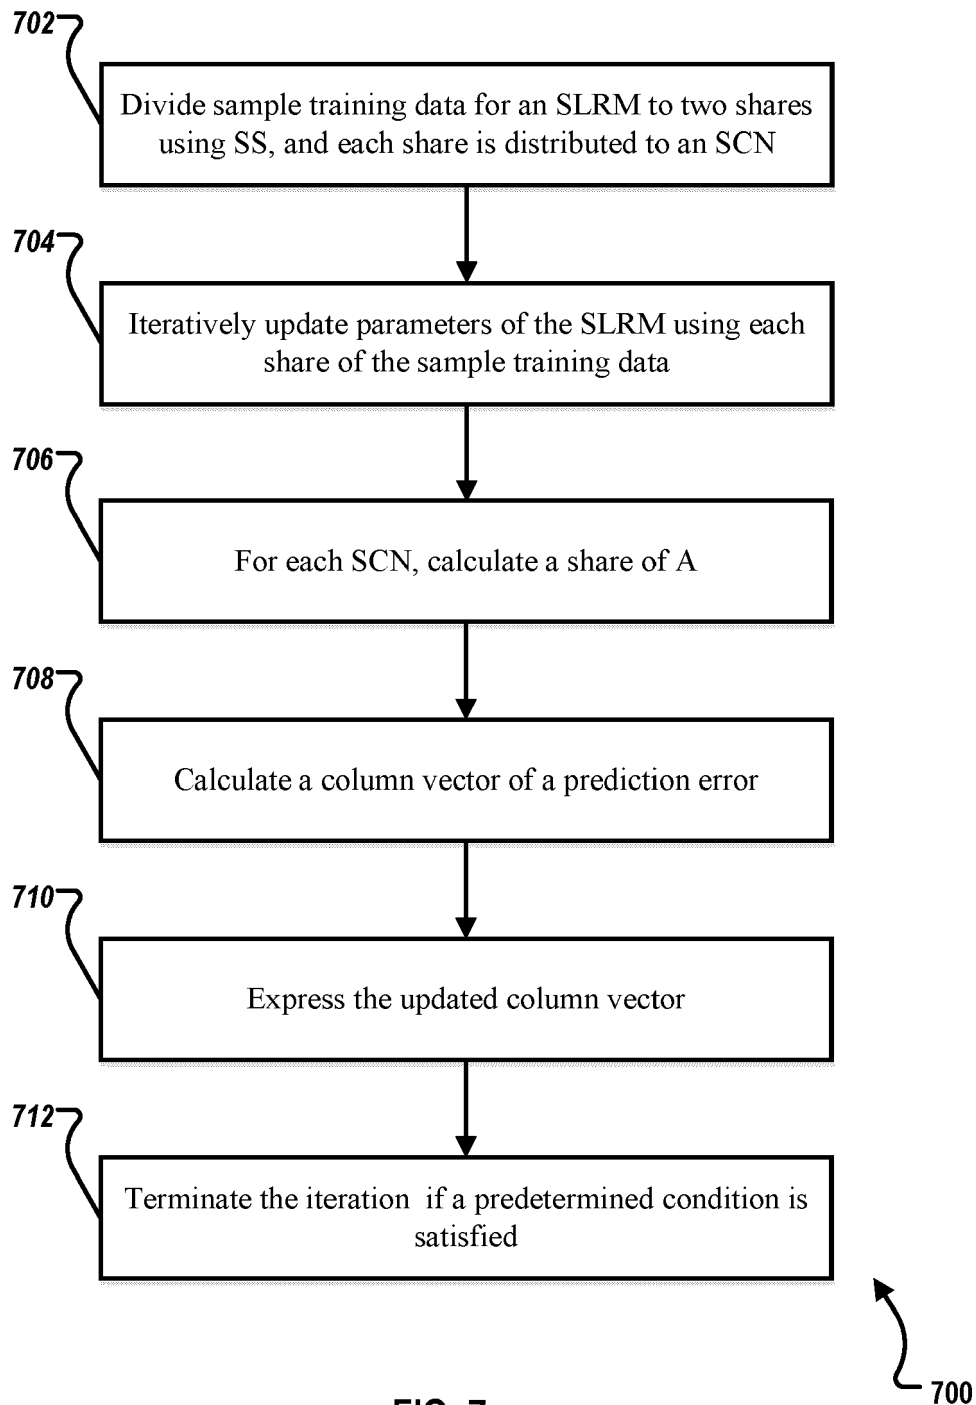 702
Divide sample training data for an SLRM to two shares
using SS, and each share is distributed to an SCN
704
Iteratively update parameters of the SLRM using each
share of the sample training data
706
For each SCN, calculate a share of A
708
Calculate a column vector of a prediction error
710
Express the updated column vector
712
Terminate the iteration if a predetermined condition is
satisfied
700
FIG. 7